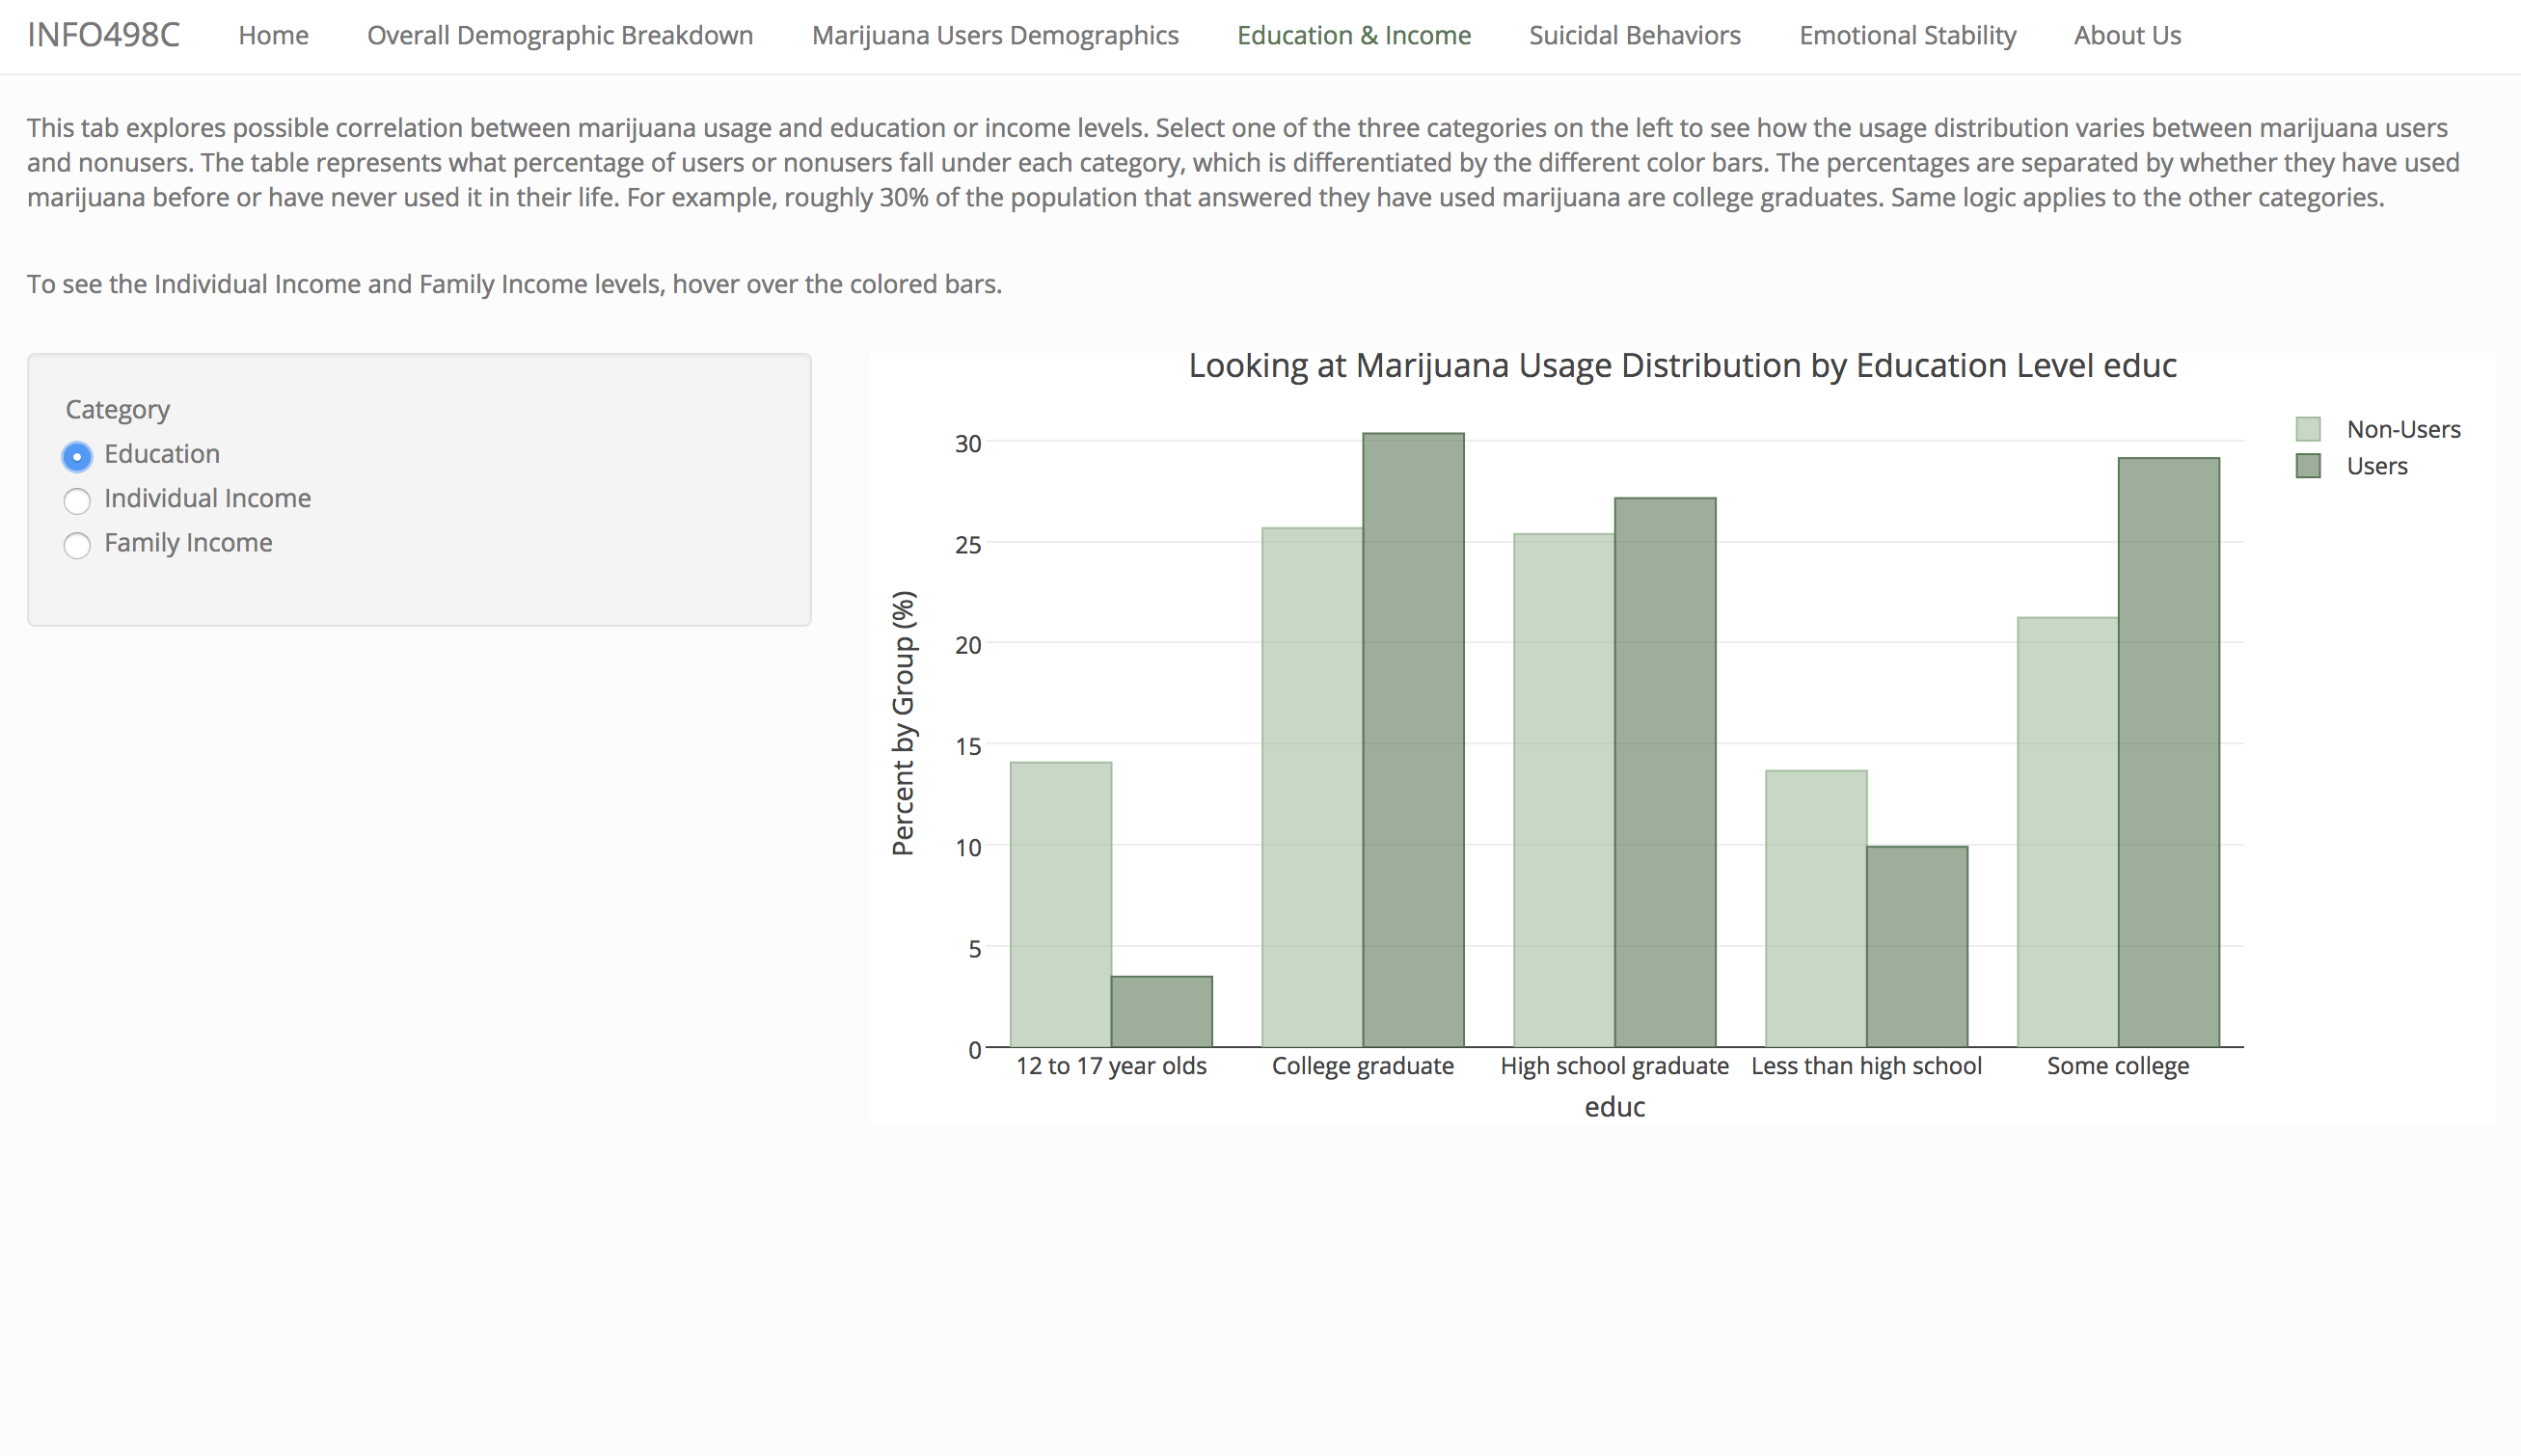 INFO498C Home Overall Demographic Breakdown Marijuana Users Demographics Education & Income Suicidal Behaviors Emotional Stability About Us
This tab explores possible correlation between marijuana usage and education or income levels. Select one of the three categories on the left to see how the usage distribution varies between marijuana users
and nonusers. The table represents what percentage of users or nonusers fall under each category, which is differentiated by the different color bars. The percentages are separated by whether they have used
marijuana before or have never used it in their life. For example, roughly 30% of the population that answered they have used marijuana are college graduates. Same logic applies to the other categories.
To see the Individual Income and Family Income levels, hover over the colored bars.
Category
Education
Individual Income
Family Income
Looking at Marijuana Usage Distribution by Education Level educ
Non-Users
Users
Percent by Group (%)
30
25
20
15
10
5
0
12 to 17 year olds College graduate High school graduate Less than high school Some college
educ